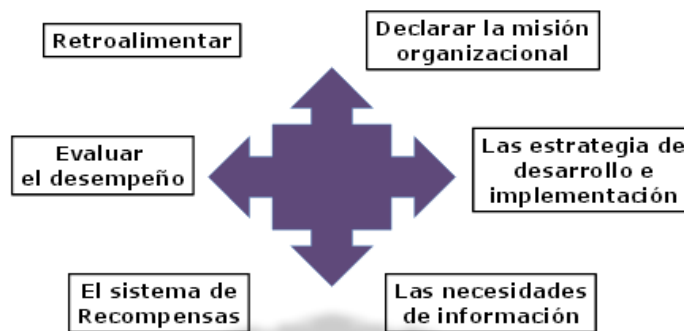 Retroalimentar
Declarar la misión
organizacional
Evaluar
el desempeño
Las estrategia de
desarrollo e
implementación
El sistema de
Recompensas
Las necesidades
de información